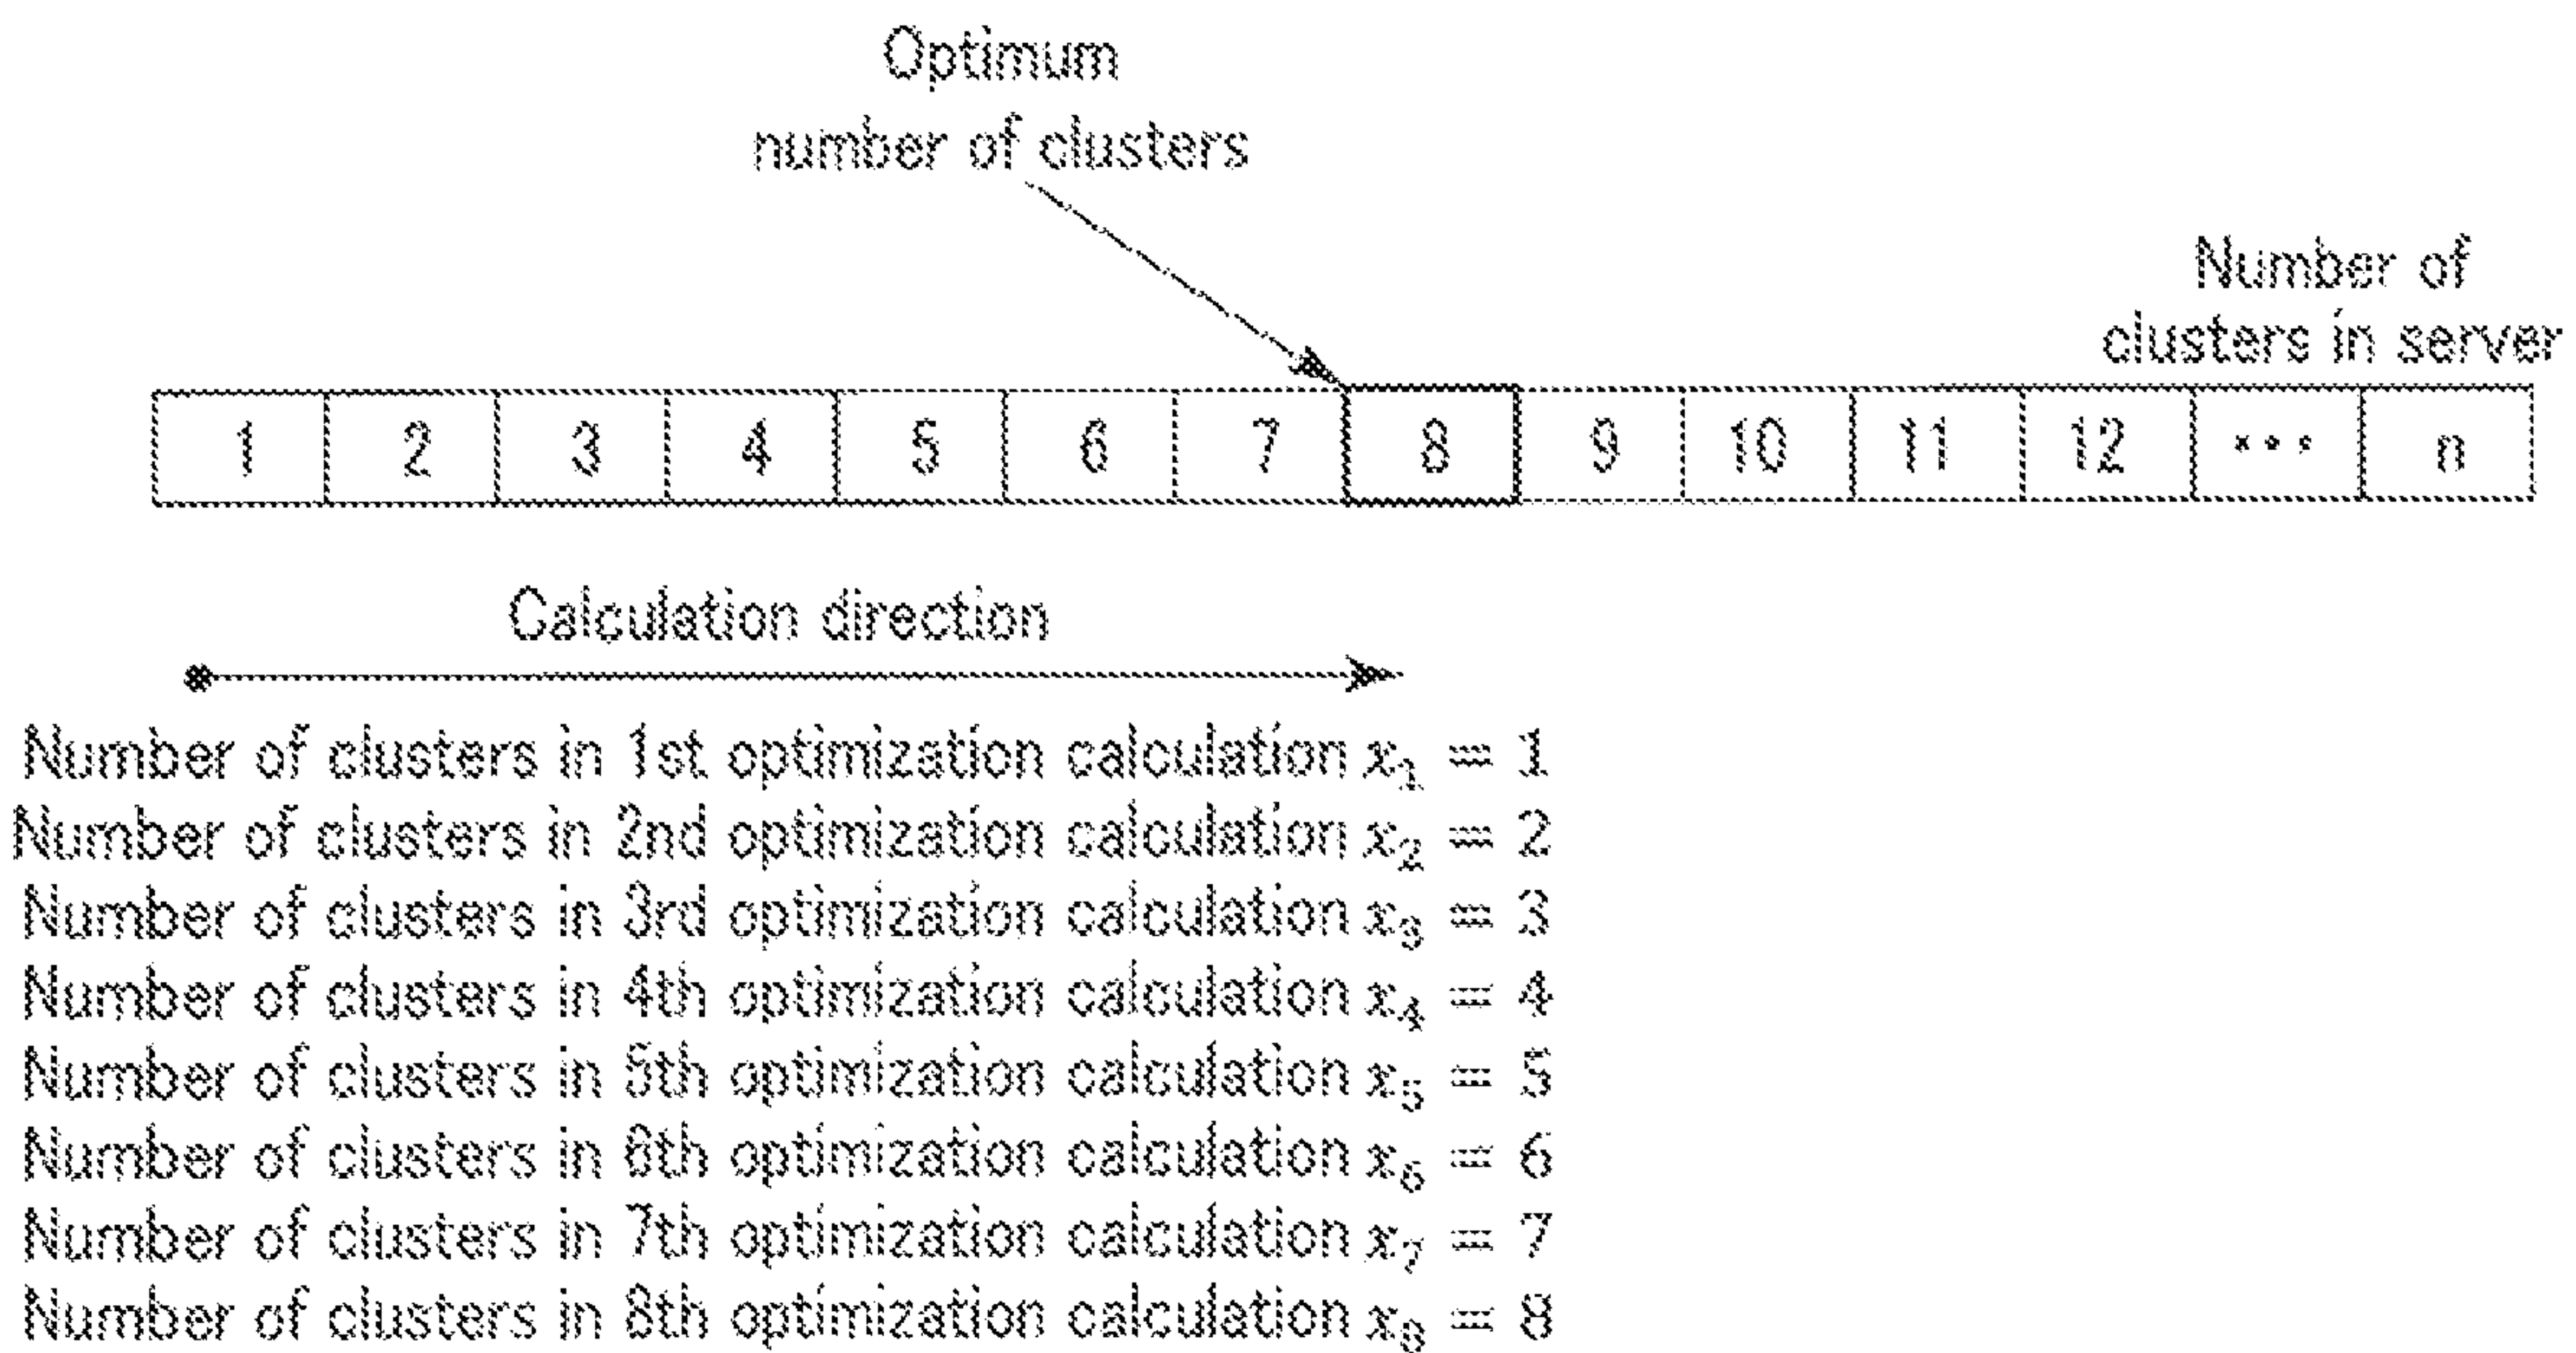 Optimum
number of clusters
Number of
clusters in server
1 2 3 4 5 6 7 8 9 10 11 12 ••• n
Calculation direction
Number of clusters in 1st optimization calculation x₁ = 1
Number of clusters in 2nd optimization calculation x₂ = 2
Number of clusters in 3rd optimization calculation x₃ = 3
Number of clusters in 4th optimization calculation x₄ = 4
Number of clusters in 5th optimization calculation x₅ = 5
Number of clusters in 6th optimization calculation x₆ = 6
Number of clusters in 7th optimization calculation x₇ = 7
Number of clusters in 8th optimization calculation x₈ = 8